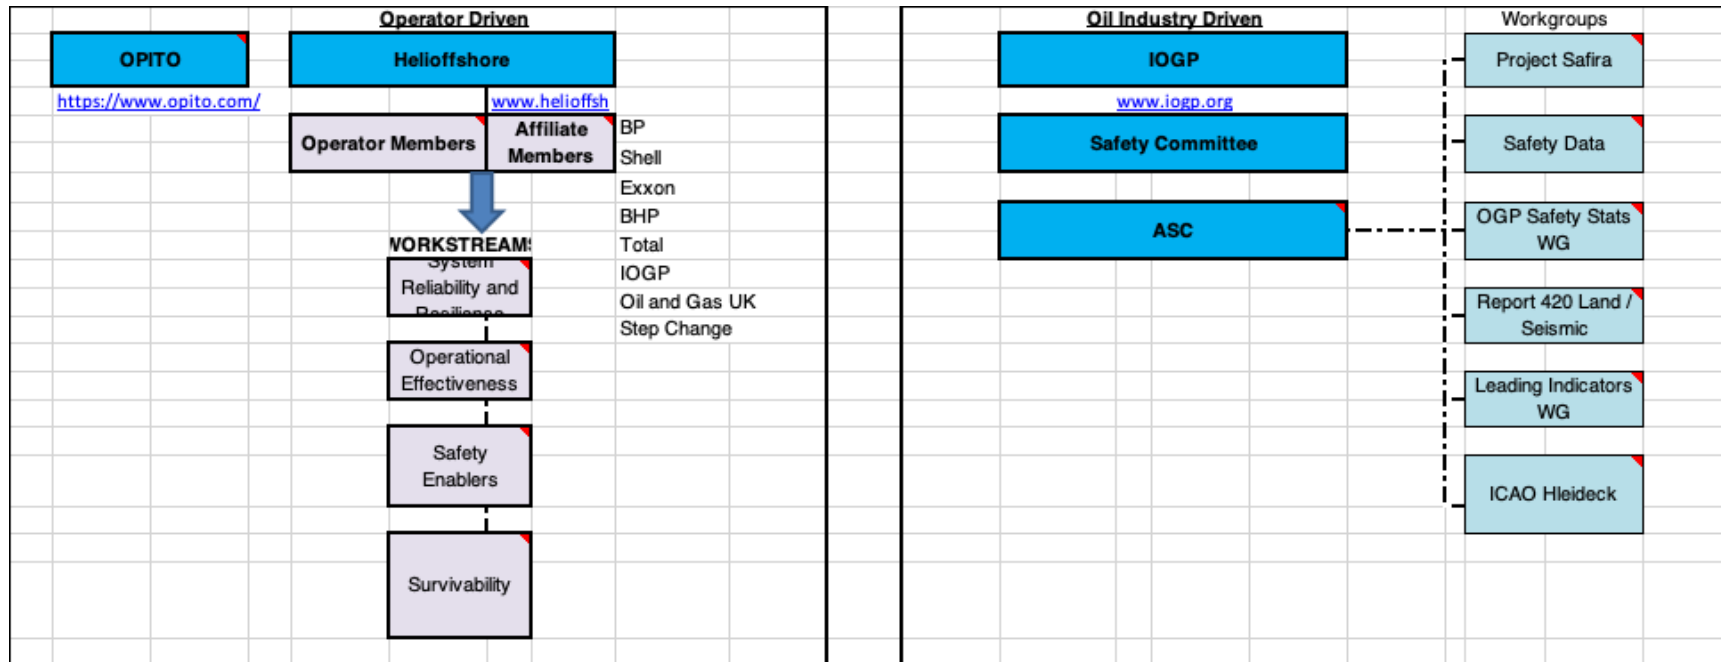 Operator Driven
OPITO
Helioffshore
https://www.opito.com/
www.helioffsh
Operator Members
Affiliate
Members
BP
Shell
Exxon
BHP
Total
IOGP
Oil and Gas UK
Step Change
WORKSTREAMS
System
Reliability and
Resilience
Operational
Effectiveness
Safety
Enablers
Survivability
Oil Industry Driven
IOGP
www.iogp.org
Safety Committee
ASC
Workgroups
Project Safira
Safety Data
OGP Safety Stats
WG
Report 420 Land /
Seismic
Leading Indicators
WG
ICAO Hleideck